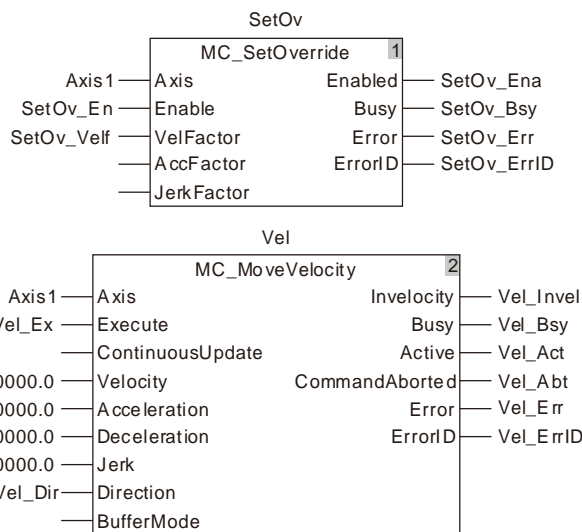 SetOv
MC_SetOverride 1
Axis1 Axis Enabled SetOv_Ena
SetOv_En Enable Busy SetOv_Bsy
SetOv_Velf VelFactor Error SetOv_Err
AccFactor ErrorID SetOv_ErrID
JerkFactor
Vel
MC_MoveVelocity 2
Axis1 Axis Invelocity Vel_Invel
Vel_Ex Execute Busy Vel_Bsy
ContinuousUpdate Active Vel_Act
0000.0 Velocity CommandAborted Vel_Abt
0000.0 Acceleration Error Vel_Err
0000.0 Deceleration ErrorID Vel_ErrID
0000.0 Jerk
Vel_Dir Direction
BufferMode